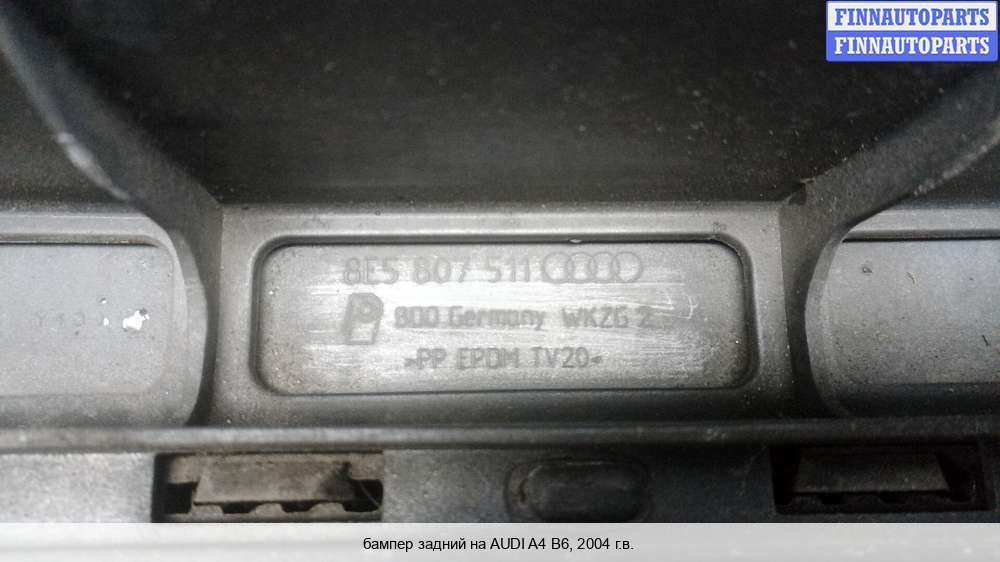 FINNAUTOPARTS
FINNAUTOPARTS
8E5 807 511
800 Germany WKZG 2
>PP EPDM TV20<
бампер задний на AUDI A4 B6, 2004 г.в.